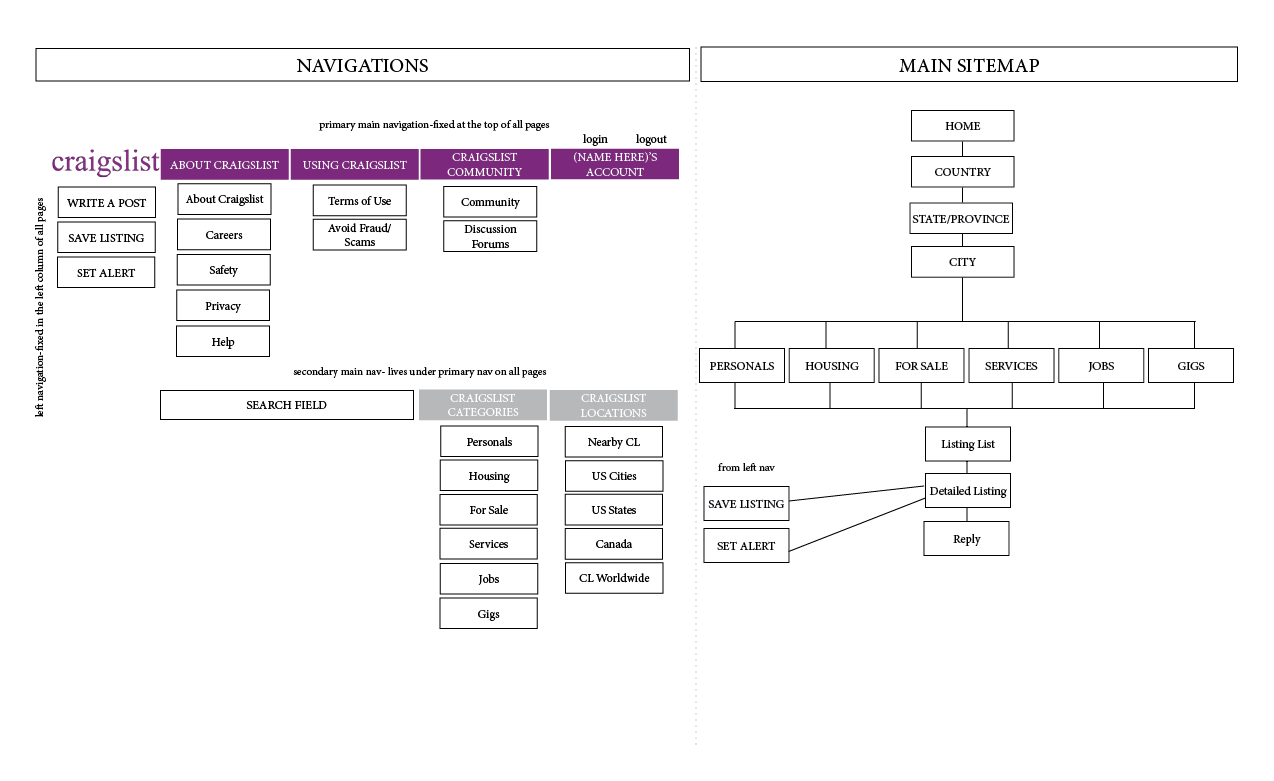 NAVIGATIONS
primary main navigation-fixed at the top of all pages
login logout
craigslist
ABOUT CRAIGSLIST
USING CRAIGSLIST
CRAIGSLIST
COMMUNITY
(NAME HERE)'S
ACCOUNT
left navigation-fixed in the left column of all pages
WRITE A POST
SAVE LISTING
SET ALERT
About Craigslist
Careers
Safety
Privacy
Help
Terms of Use
Avoid Fraud/
Scams
Community
Discussion
Forums
secondary main nav- lives under primary nav on all pages
SEARCH FIELD
CRAIGSLIST
CATEGORIES
CRAIGSLIST
LOCATIONS
Personals
Housing
For Sale
Services
Jobs
Gigs
Nearby CL
US Cities
US States
Canada
CL Worldwide
MAIN SITEMAP
HOME
COUNTRY
STATE/PROVINCE
CITY
PERSONALS
HOUSING
FOR SALE
SERVICES
JOBS
GIGS
Listing List
from left nav
Detailed Listing
SAVE LISTING
SET ALERT
Reply